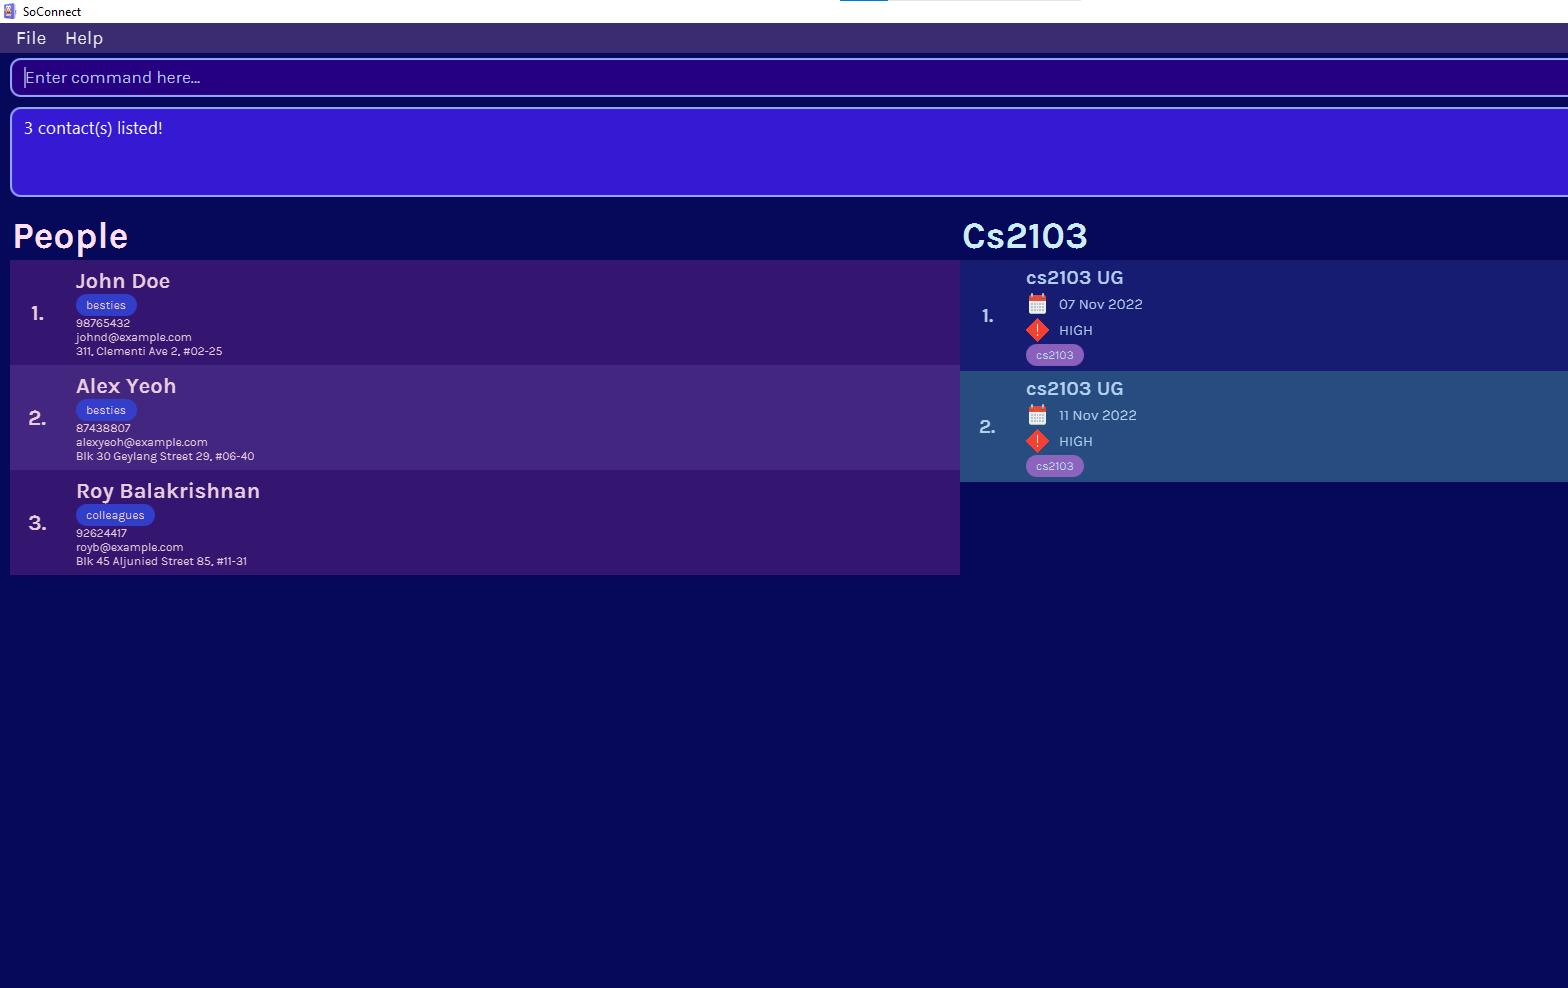 SoConnect
File Help
Enter command here...
3 contact(s) listed!
People
1.
John Doe
besties
98765432
johnd@example.com
311, Clementi Ave 2, #02-25
2.
Alex Yeoh
besties
87438807
alexyeoh@example.com
Blk 30 Geylang Street 29, #06-40
3.
Roy Balakrishnan
colleagues
92624417
royb@example.com
Blk 45 Aljunied Street 85, #11-31
Cs2103
1.
cs2103 UG
07 Nov 2022
HIGH
cs2103
2.
cs2103 UG
11 Nov 2022
HIGH
cs2103